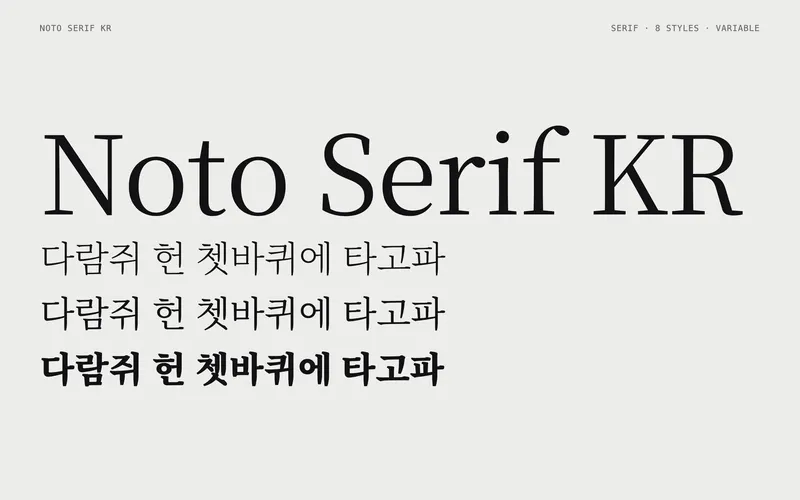 NOTO SERIF KR
SERIF · 8 STYLES · VARIABLE
Noto Serif KR
다람쥐 헌 쳇바퀴에 타고파
다람쥐 헌 쳇바퀴에 타고파
다람쥐 헌 쳇바퀴에 타고파